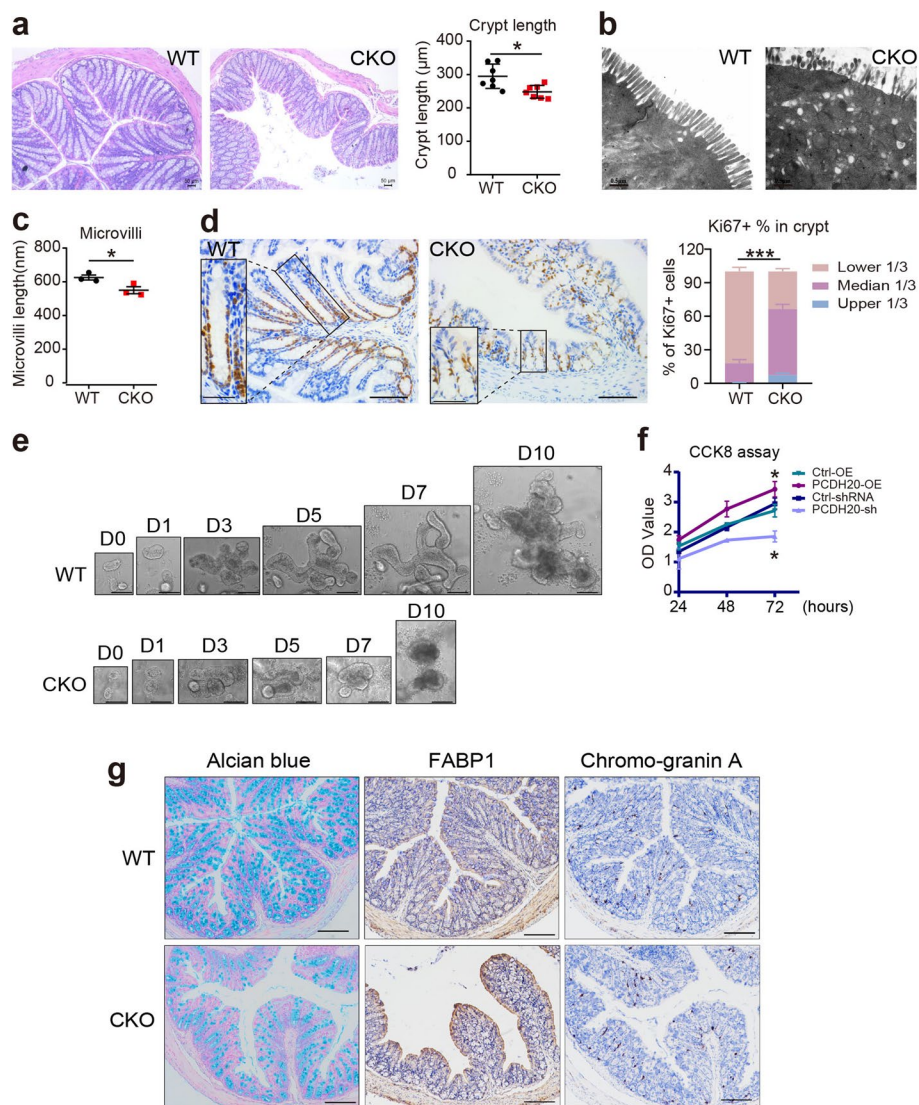 a
WT
CKO
50 µm
Crypt length
*
Crypt length (µm)
400
300
200
100
0
WT
CKO
b
WT
CKO
c
Microvilli
*
Microvilli length(nm)
800
600
400
200
0
WT
CKO
d
WT
CKO
Ki67+ % in crypt
***
% of Ki67+ cells
120
90
60
30
0
WT
CKO
Lower 1/3
Median 1/3
Upper 1/3
e
D0
D1
D3
D5
D7
D10
WT
D0
D1
D3
D5
D7
D10
CKO
f
CCK8 assay
*
*
OD Value
4
3
2
1
0
24
48
72
(hours)
Ctrl-OE
PCDH20-OE
Ctrl-shRNA
PCDH20-sh
g
Alcian blue
FABP1
Chromo-granin A
WT
CKO